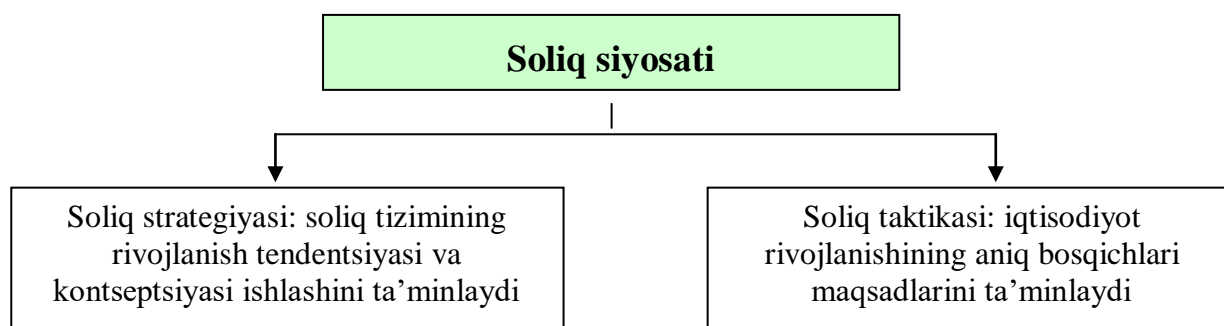 Soliq siyosati
Soliq strategiyasi: soliq tizimining
rivojlanish tendentsiyasi va
kontseptsiyasi ishlashini ta’minlaydi
Soliq taktikasi: iqtisodiyot
rivojlanishining aniq bosqichlari
maqsadlarini ta’minlaydi